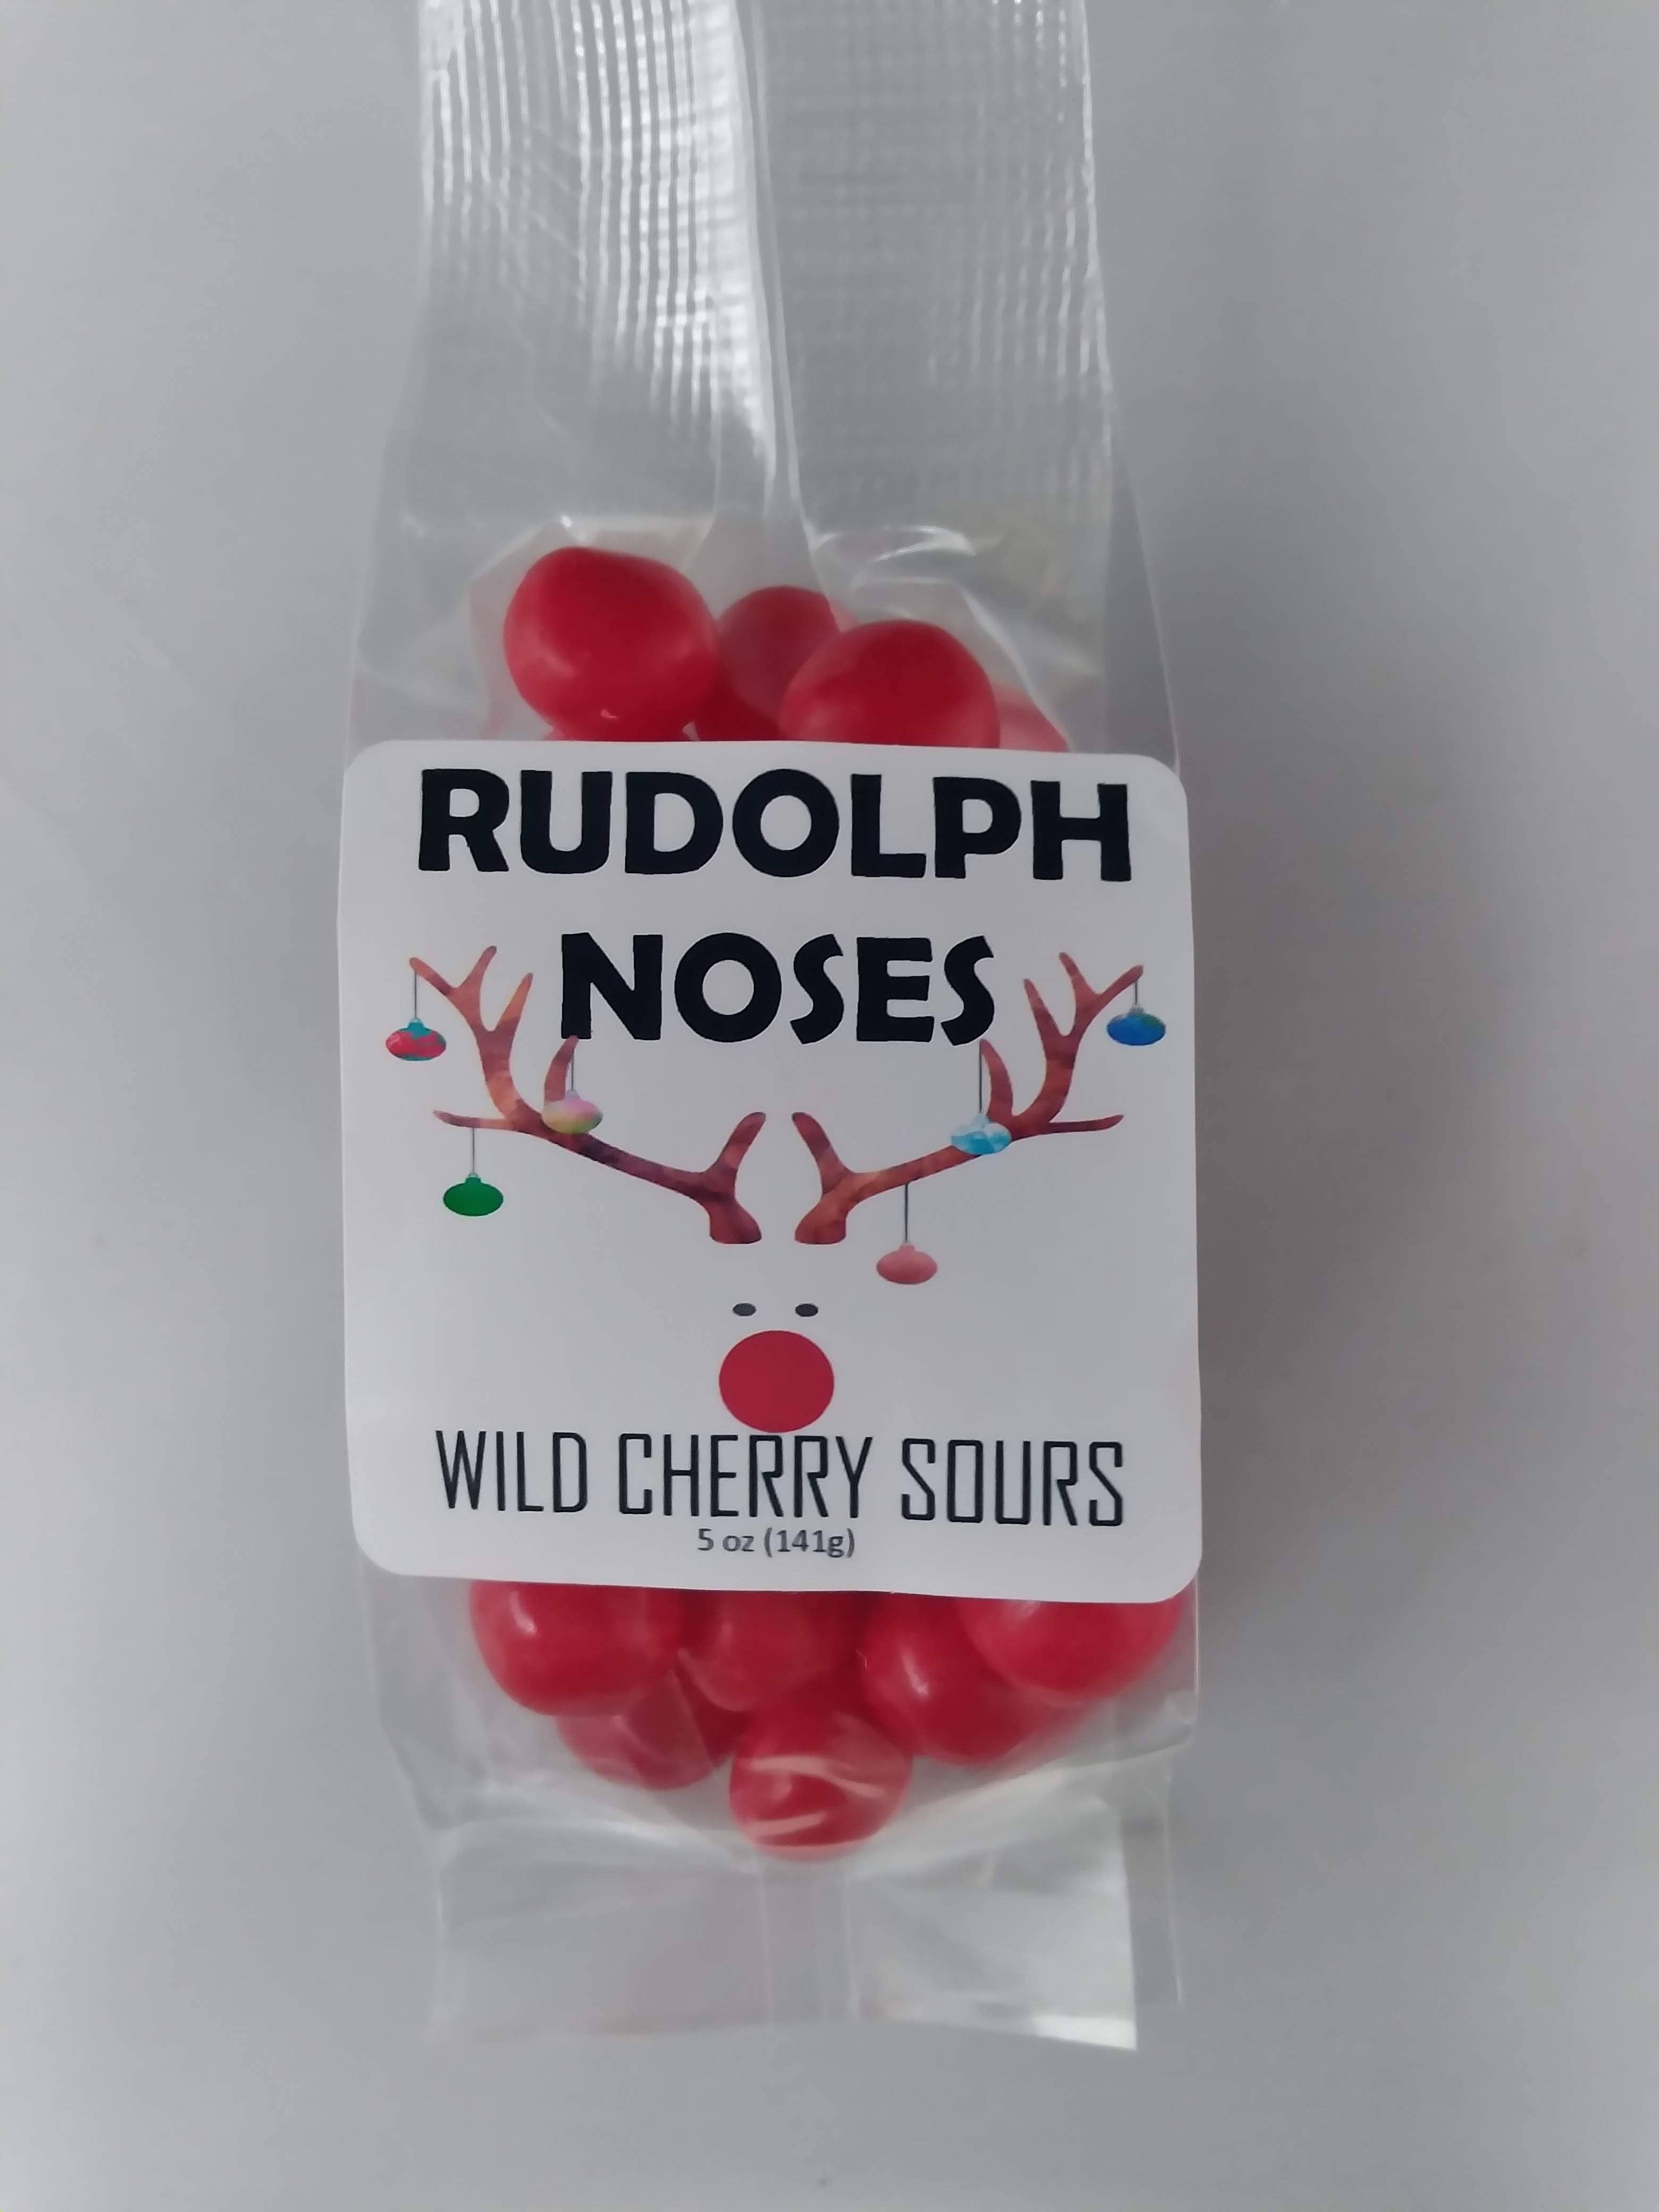 RUDOLPH
NOSES
WILD CHERRY SOURS
5 oz (141g)